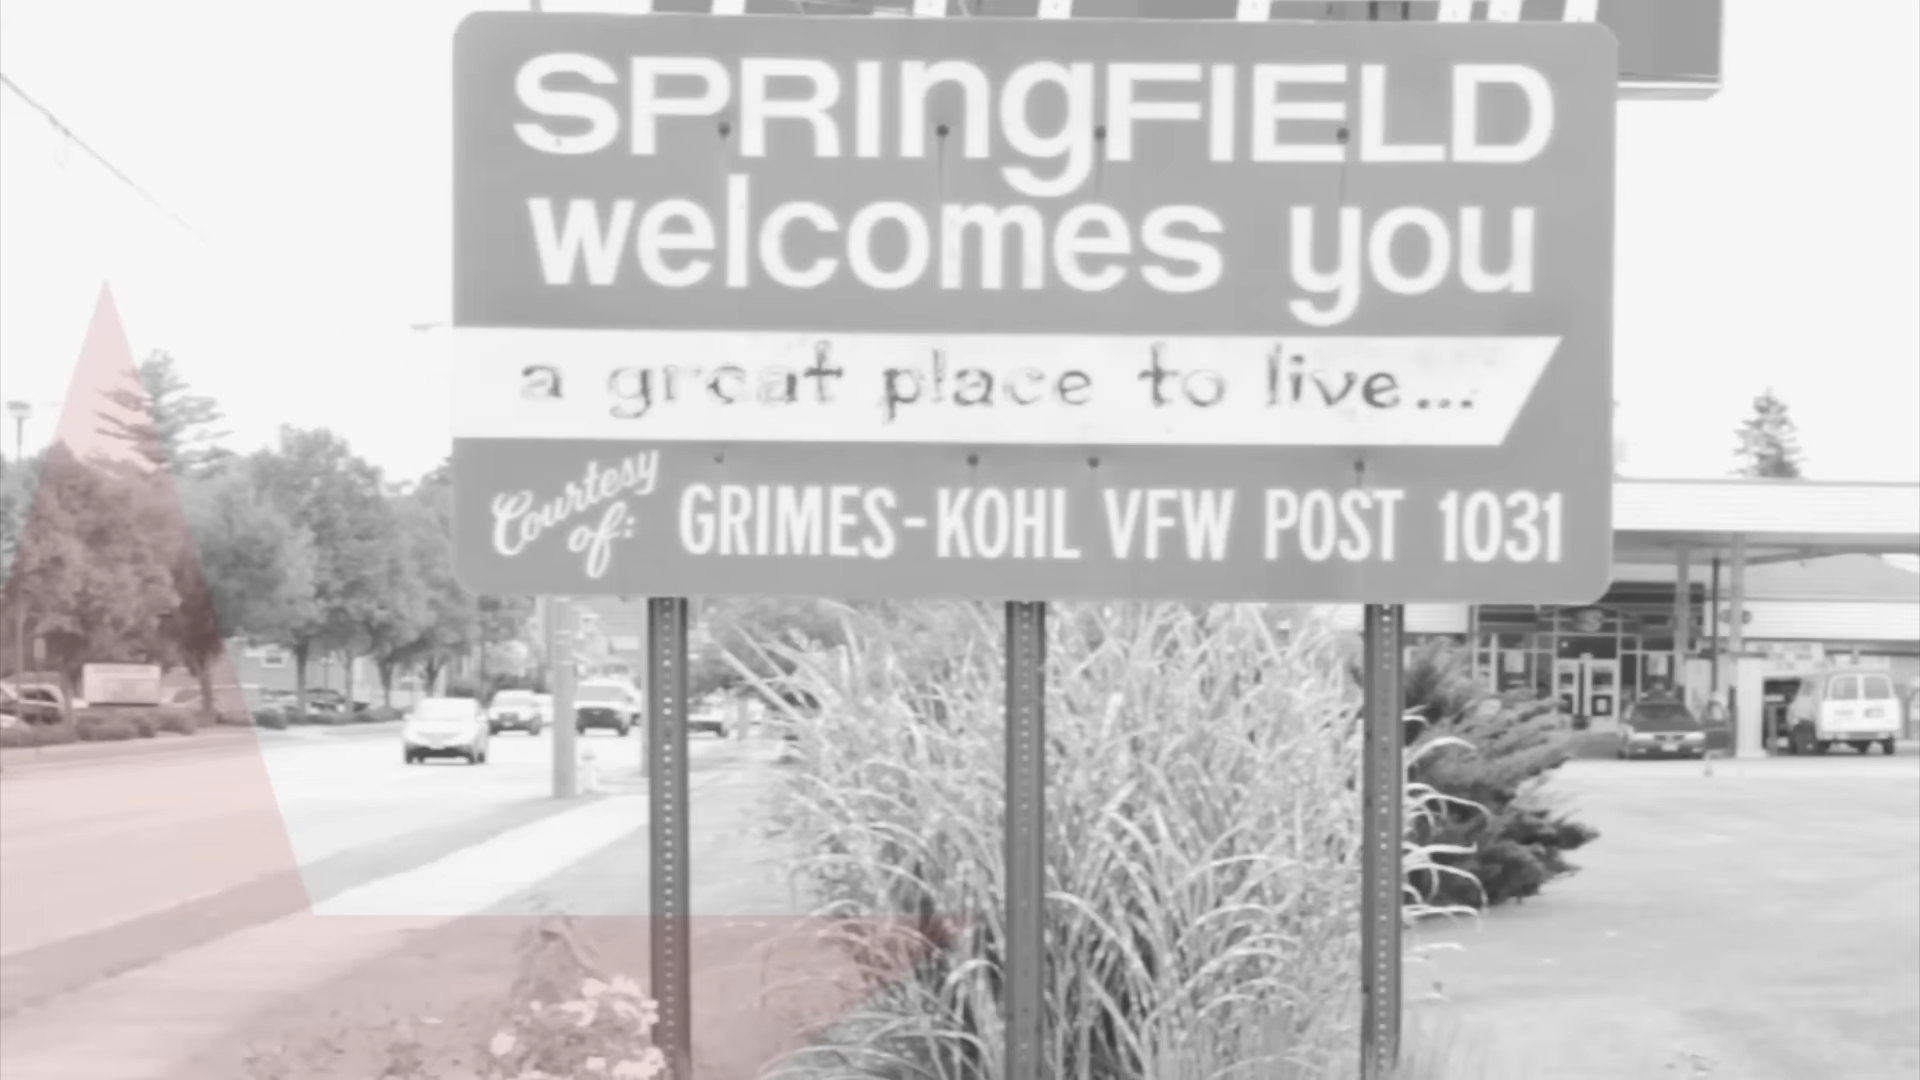 SPRIngFIELD
welcomes you
a great place to live...
Courtesy of: GRIMES-KOHL VFW POST 1031